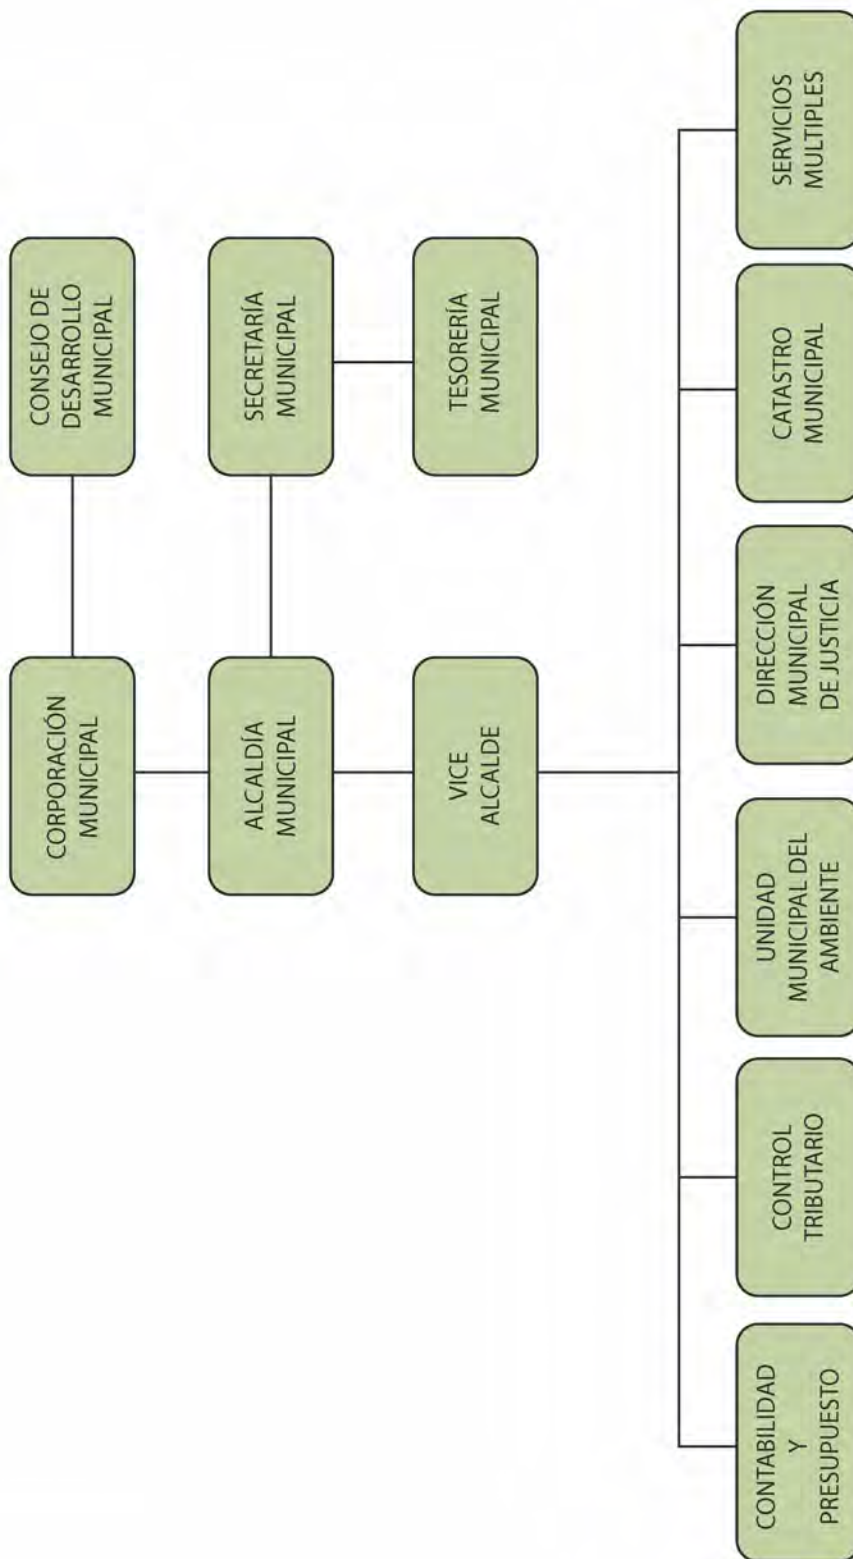 CORPORACIÓN
MUNICIPAL
CONSEJO DE
DESARROLLO
MUNICIPAL
ALCALDÍA
MUNICIPAL
SECRETARÍA
MUNICIPAL
VICE
ALCALDE
TESORERÍA
MUNICIPAL
CONTABILIDAD
Y
PRESUPUESTO
CONTROL
TRIBUTARIO
UNIDAD
MUNICIPAL DEL
AMBIENTE
DIRECCIÓN
MUNICIPAL
DE JUSTICIA
CATASTRO
MUNICIPAL
SERVICIOS
MULTIPLES